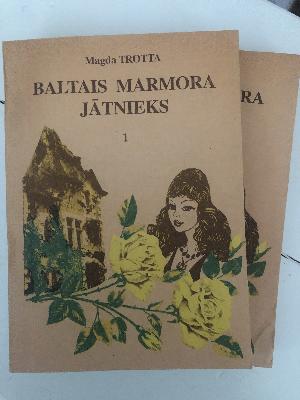 Magda TROTTA
BALTAIS MARMORA
JĀTNIEKS
1
RA